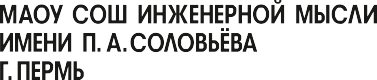 МАОУ СОШ ИНЖЕНЕРНОЙ МЫСЛИ
ИМЕНИ П. А. СОЛОВЬЁВА
Г. ПЕРМЬ